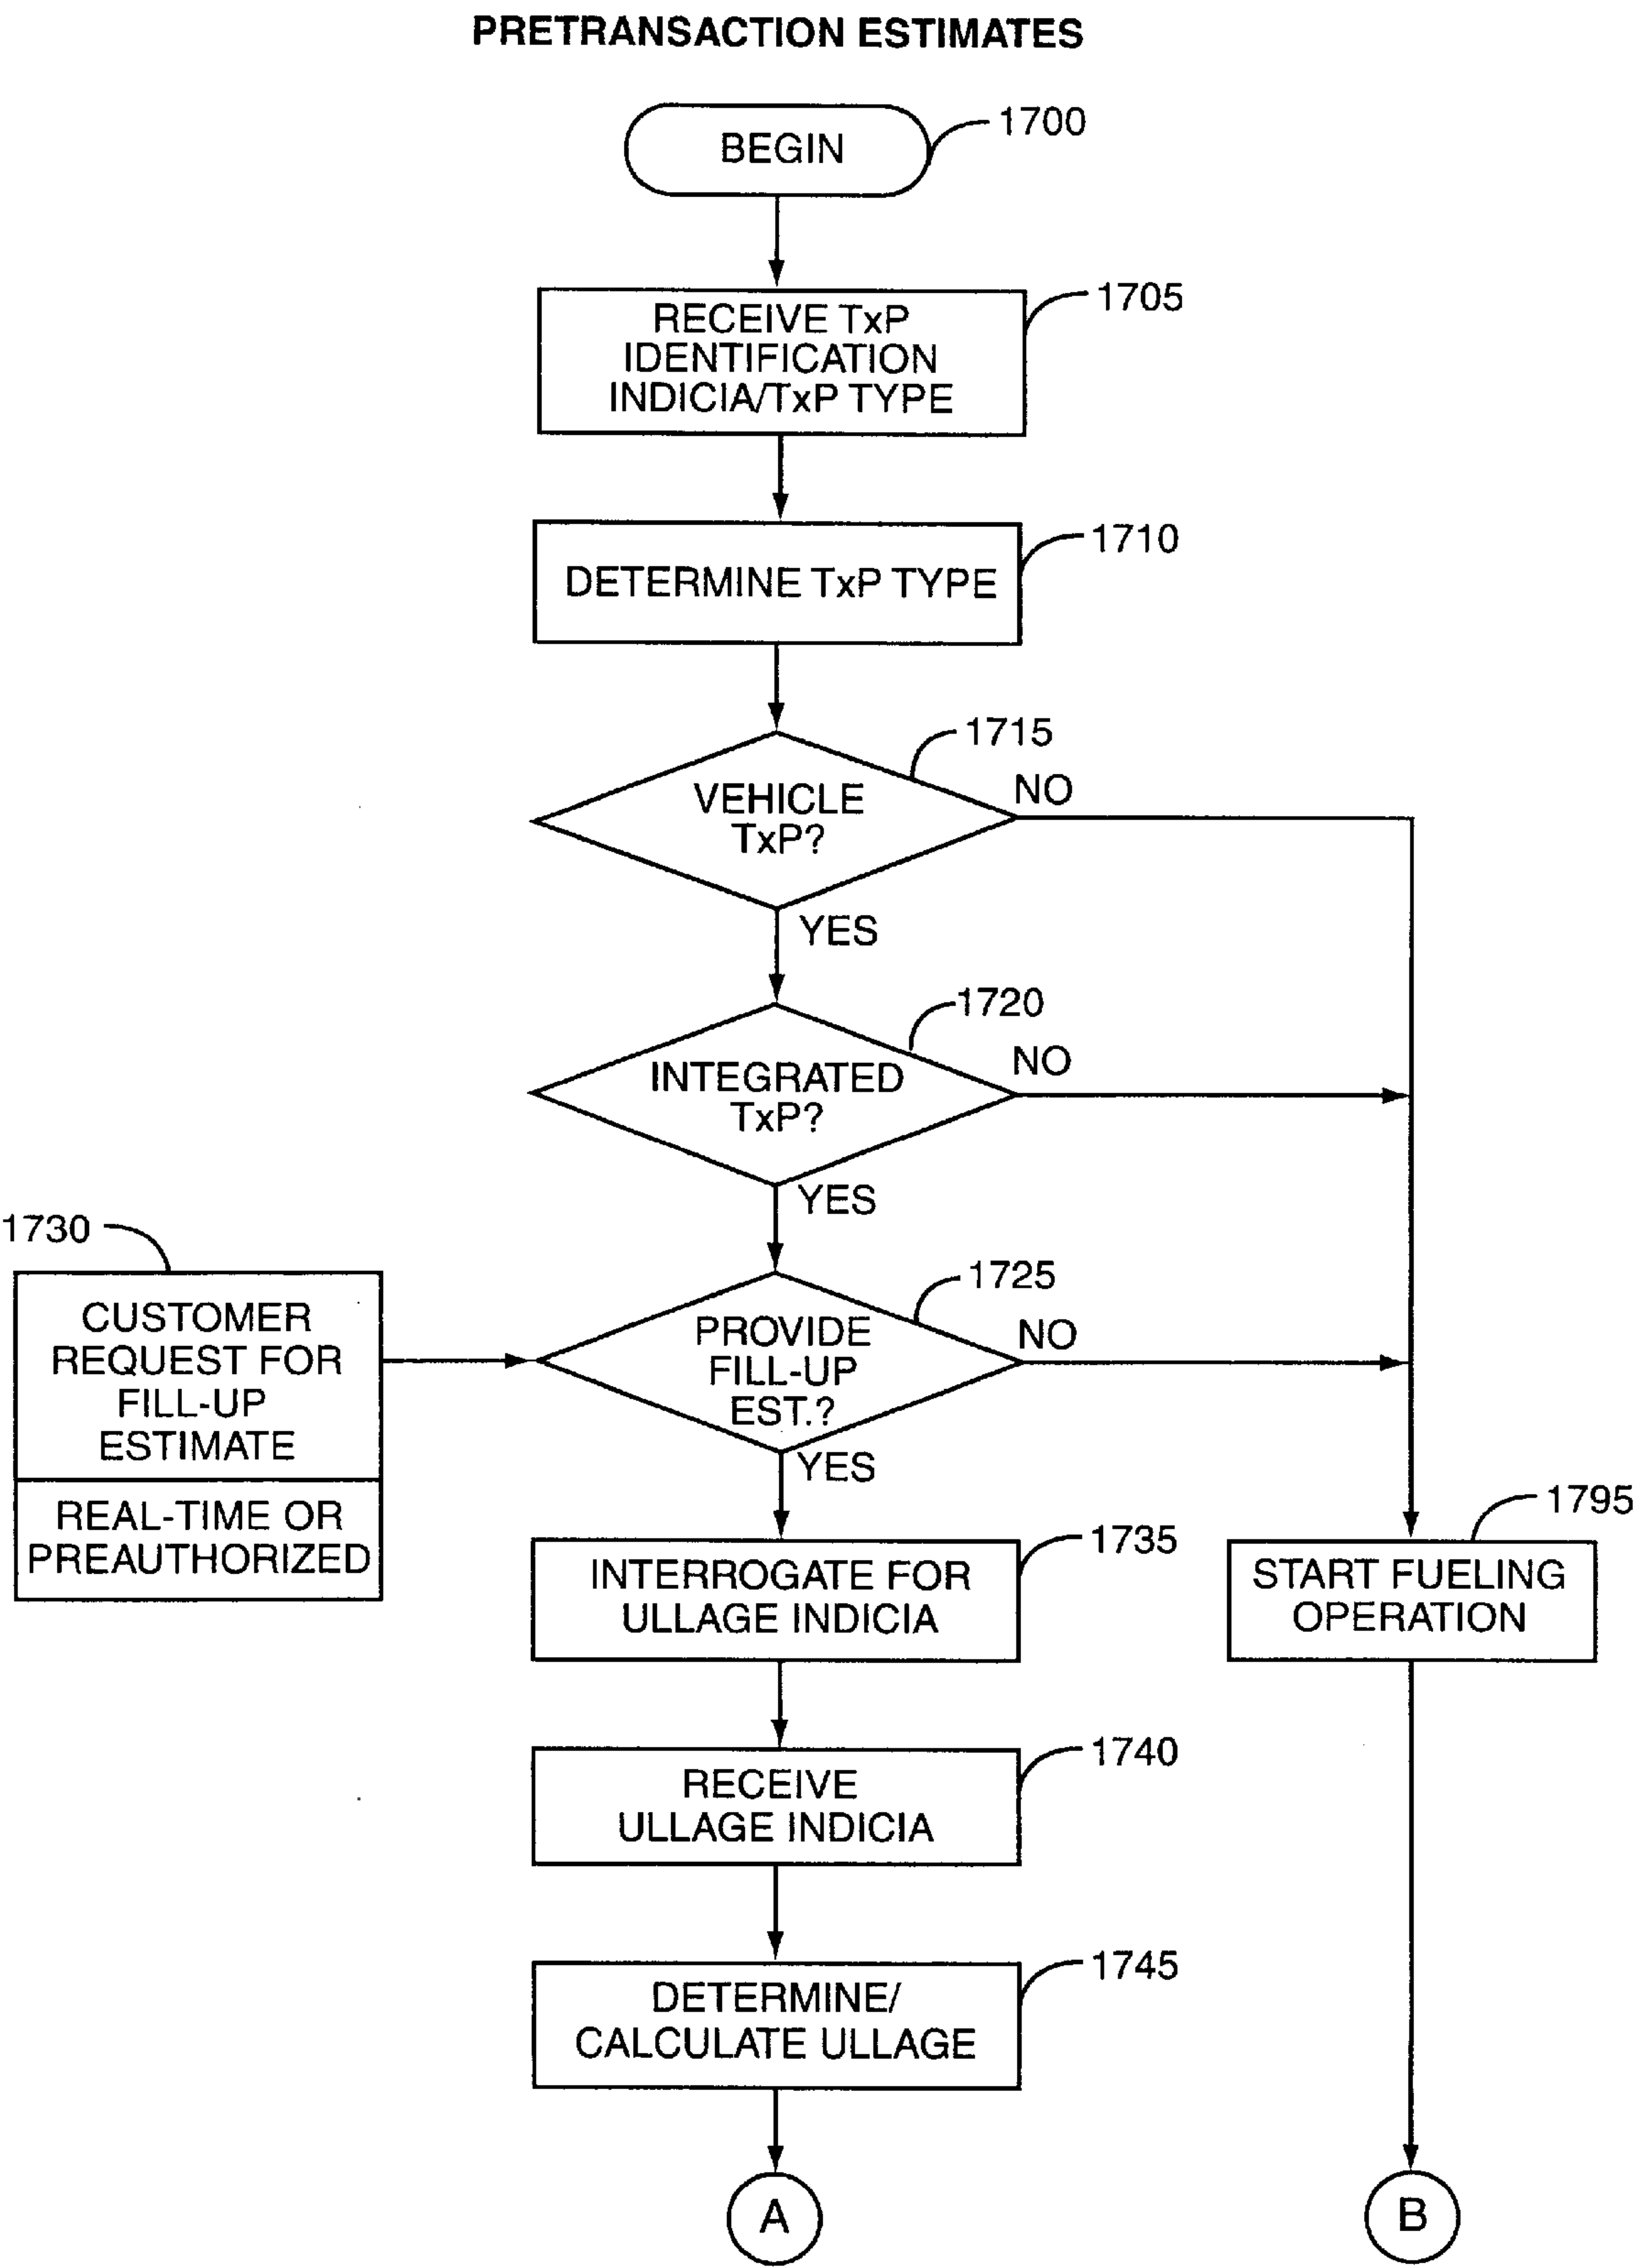 PRETRANSACTION ESTIMATES
BEGIN
1700
1705
RECEIVE TxP
IDENTIFICATION
INDICIA/TxP TYPE
1710
DETERMINE TxP TYPE
1715
VEHICLE
TxP?
NO
YES
1720
INTEGRATED
TxP?
NO
YES
1730
CUSTOMER
REQUEST FOR
FILL-UP
ESTIMATE
REAL-TIME OR
PREAUTHORIZED
1725
PROVIDE
FILL-UP
EST.?
NO
YES
1735
INTERROGATE FOR
ULLAGE INDICIA
1795
START FUELING
OPERATION
1740
RECEIVE
ULLAGE INDICIA
1745
DETERMINE/
CALCULATE ULLAGE
A
B